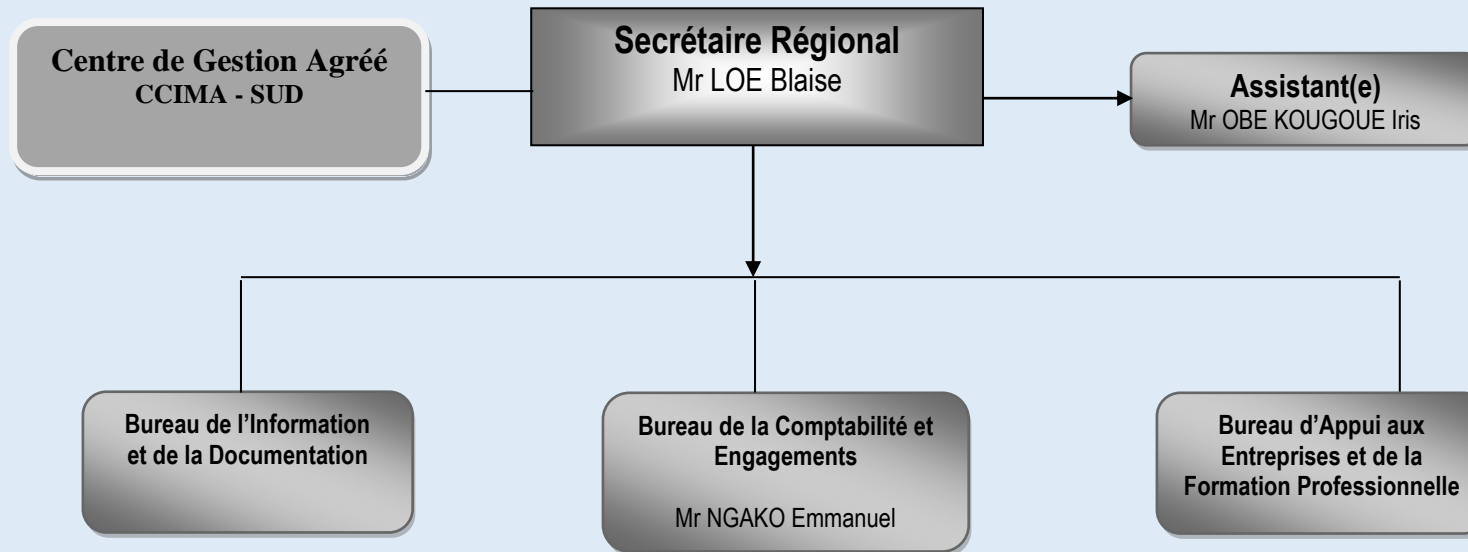 Centre de Gestion Agréé
CCIMA - SUD
Secrétaire Régional
Mr LOE Blaise
Assistant(e)
Mr OBE KOUGOUE Iris
Bureau de l’Information
et de la Documentation
Bureau de la Comptabilité et
Engagements
Mr NGAKO Emmanuel
Bureau d’Appui aux
Entreprises et de la
Formation Professionnelle